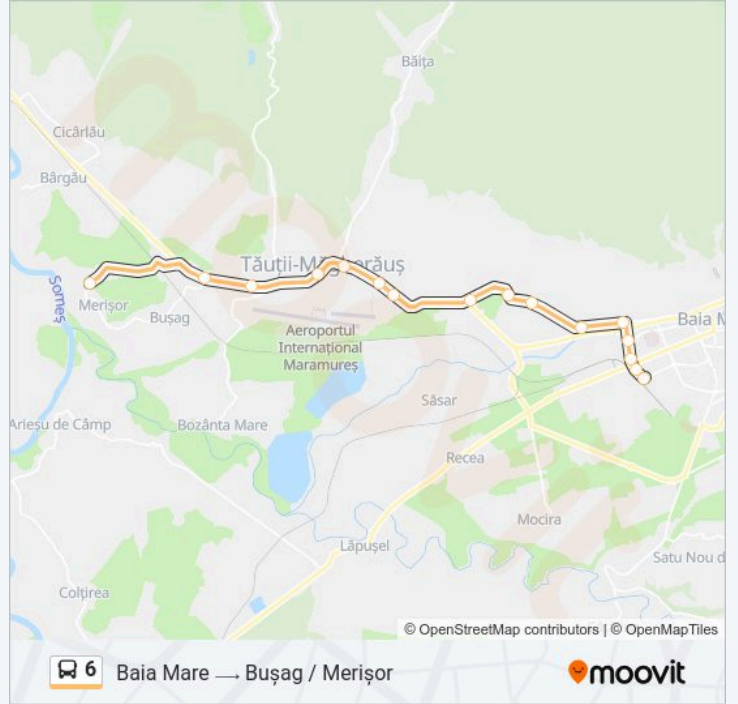 Băița
Cicârlău
Bârgău
Tăuții-Măgherăuș
Someș
Merișor
Bușag
Aeroportul
Internațional
Maramureș
Baia M
Săsar
Arieșu de Câmp
Bozânta Mare
Recea
Mocira
Lăpușel
Satu Nou d
Colțirea
© OpenStreetMap contributors | © OpenMapTiles
6 Baia Mare → Bușag / Merișor
moovit